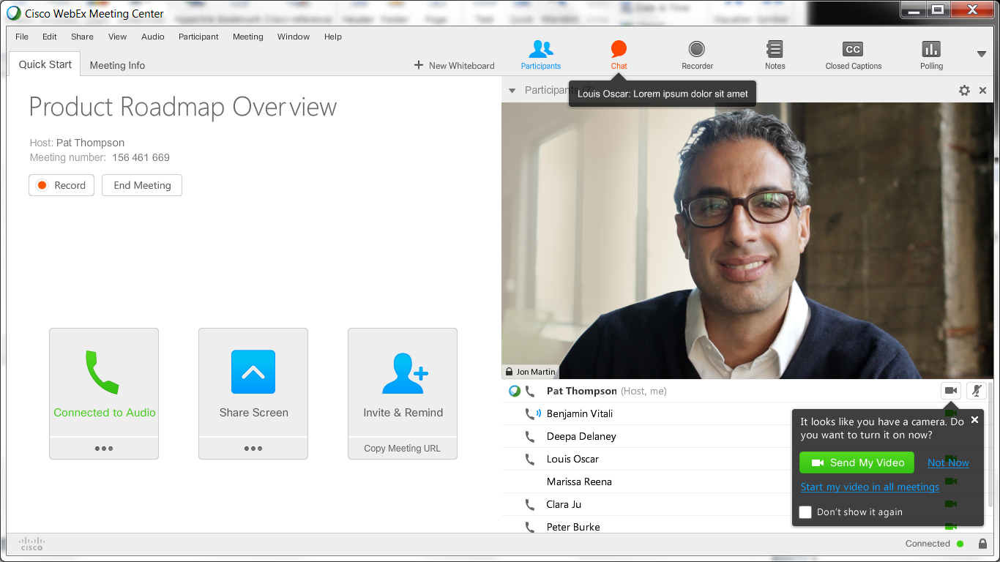 Cisco WebEx Meeting Center
File Edit Share View Audio Participant Meeting Window Help
Quick Start Meeting Info + New Whiteboard
Participants Chat Recorder Notes CC Closed Captions Polling
Participants (7)
Louis Oscar: Lorem ipsum dolor sit amet
Product Roadmap Overview
Host: Pat Thompson
Meeting number: 156 461 669
Record End Meeting
Connected to Audio
Share Screen
Invite & Remind
Copy Meeting URL
Jon Martin
Pat Thompson (Host, me)
Benjamin Vitali
Deepa Delaney
Louis Oscar
Marissa Reena
Clara Ju
Peter Burke
It looks like you have a camera. Do
you want to turn it on now?
Send My Video Not Now
Start my video in all meetings
Don't show it again
CISCO
Connected